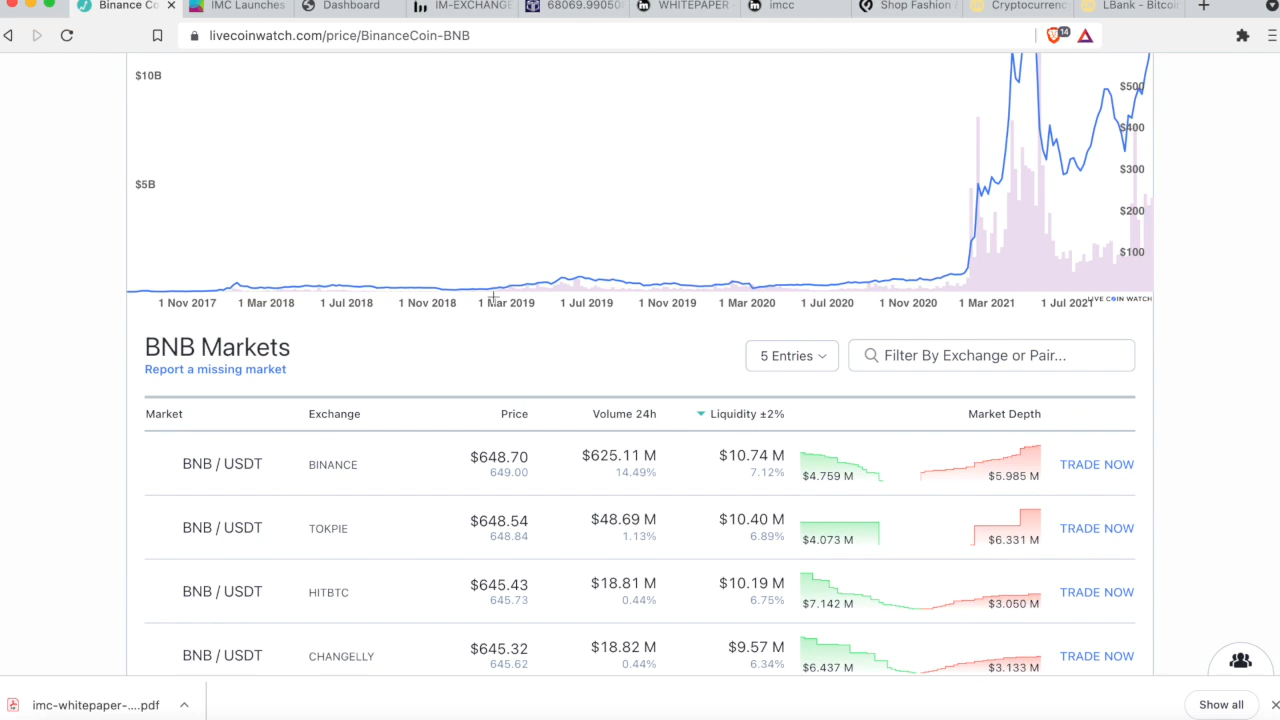 Binance Co
IMC Launches
Dashboard
IM-EXCHANGE
68069.99050
WHITEPAPER -
imcc
Shop Fashion
Cryptocurrenc
LBank - Bitcoi
livecoinwatch.com/price/BinanceCoin-BNB
14
$10B
$5B
$500
$400
$300
$200
$100
1 Nov 2017 1 Mar 2018 1 Jul 2018 1 Nov 2018 1 Mar 2019 1 Jul 2019 1 Nov 2019 1 Mar 2020 1 Jul 2020 1 Nov 2020 1 Mar 2021 1 Jul 2021
LIVE COIN WATCH
BNB Markets
Report a missing market
5 Entries
Filter By Exchange or Pair...
Market Exchange Price Volume 24h Liquidity ±2% Market Depth
BNB / USDT BINANCE $648.70 $625.11 M $10.74 M TRADE NOW
649.00 14.49% 7.12% $4.759 M $5.985 M
BNB / USDT TOKPIE $648.54 $48.69 M $10.40 M TRADE NOW
648.84 1.13% 6.89% $4.073 M $6.331 M
BNB / USDT HITBTC $645.43 $18.81 M $10.19 M TRADE NOW
645.73 0.44% 6.75% $7.142 M $3.050 M
BNB / USDT CHANGELLY $645.32 $18.82 M $9.57 M TRADE NOW
645.62 0.44% 6.34% $6.437 M $3.133 M
imc-whitepaper-....pdf
Show all